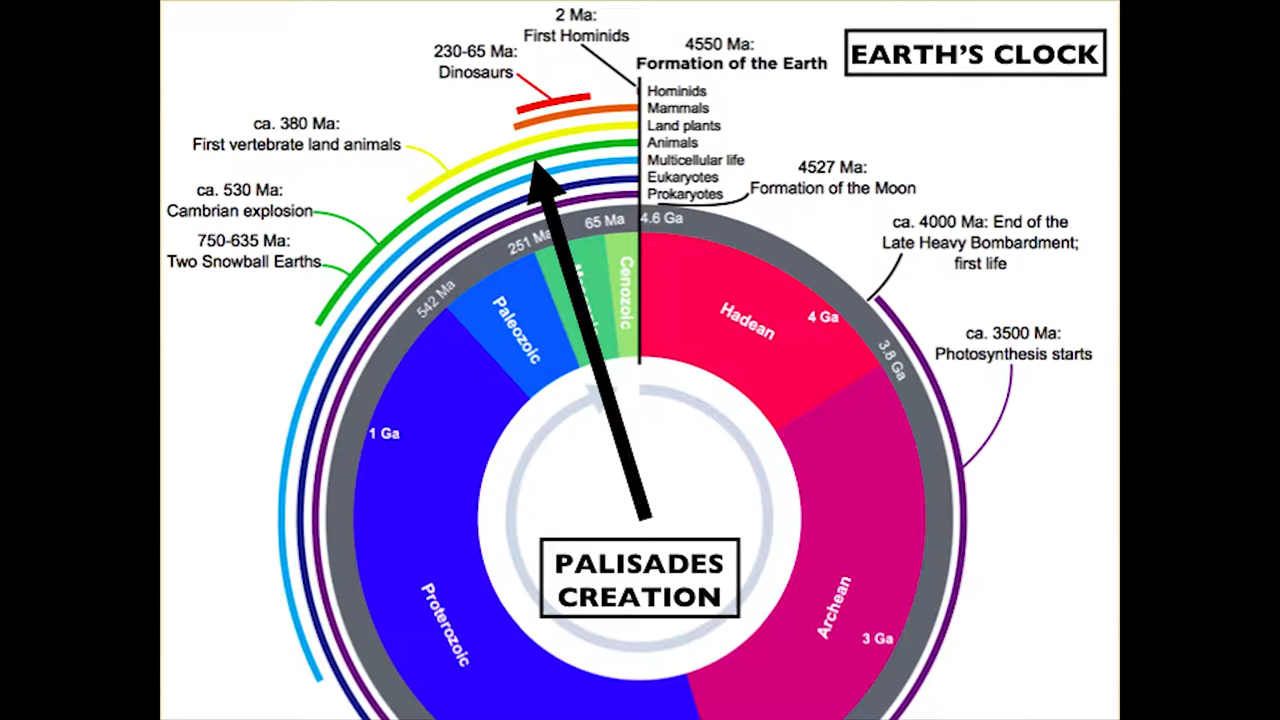 2 Ma:
First Hominids
230-65 Ma:
Dinosaurs
4550 Ma:
Formation of the Earth
EARTH'S CLOCK
Hominids
Mammals
Land plants
Animals
Multicellular life
Eukaryotes
Prokaryotes
ca. 380 Ma:
First vertebrate land animals
4527 Ma:
Formation of the Moon
ca. 530 Ma:
Cambrian explosion
750-635 Ma:
Two Snowball Earths
ca. 4000 Ma: End of the
Late Heavy Bombardment;
first life
ca. 3500 Ma:
Photosynthesis starts
542 Ma
251 Ma
65 Ma
4.6 Ga
Paleozoic
Cenozoic
Hadean
4 Ga
3.8 Ga
1 Ga
PALISADES
CREATION
Proterozoic
Archean
3 Ga